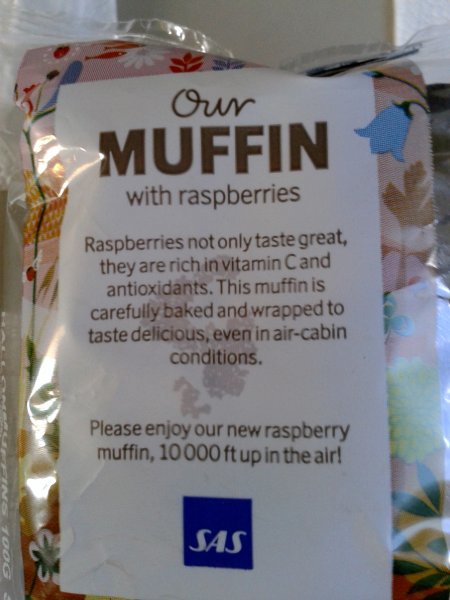 Our
MUFFIN
with raspberries
Raspberries not only taste great,
they are rich in vitamin C and
antioxidants. This muffin is
carefully baked and wrapped to
taste delicious, even in air-cabin
conditions.
Please enjoy our new raspberry
muffin, 10 000 ft up in the air!
SAS
HALLONMUFFINS 100G